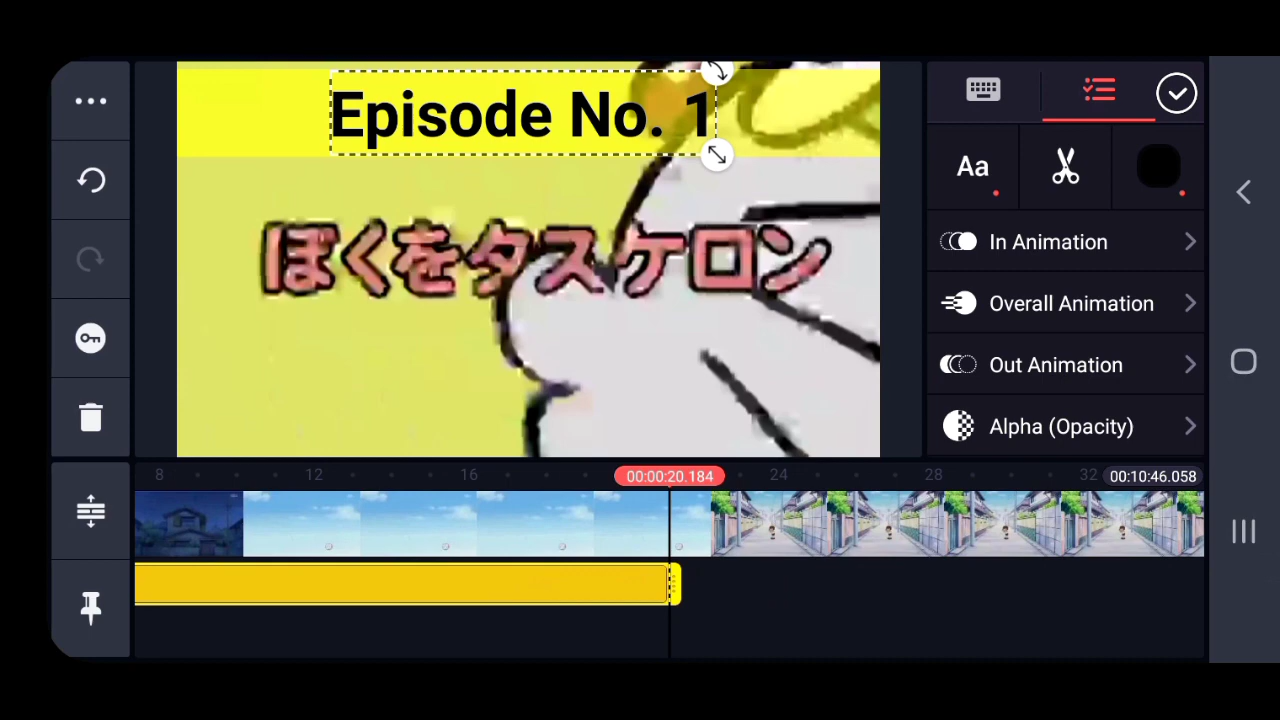 Episode No. 1
ぼくをタスケロン
Aa
In Animation
Overall Animation
Out Animation
Alpha (Opacity)
8
12
16
00:00:20.184
24
28
32
00:10:46.058